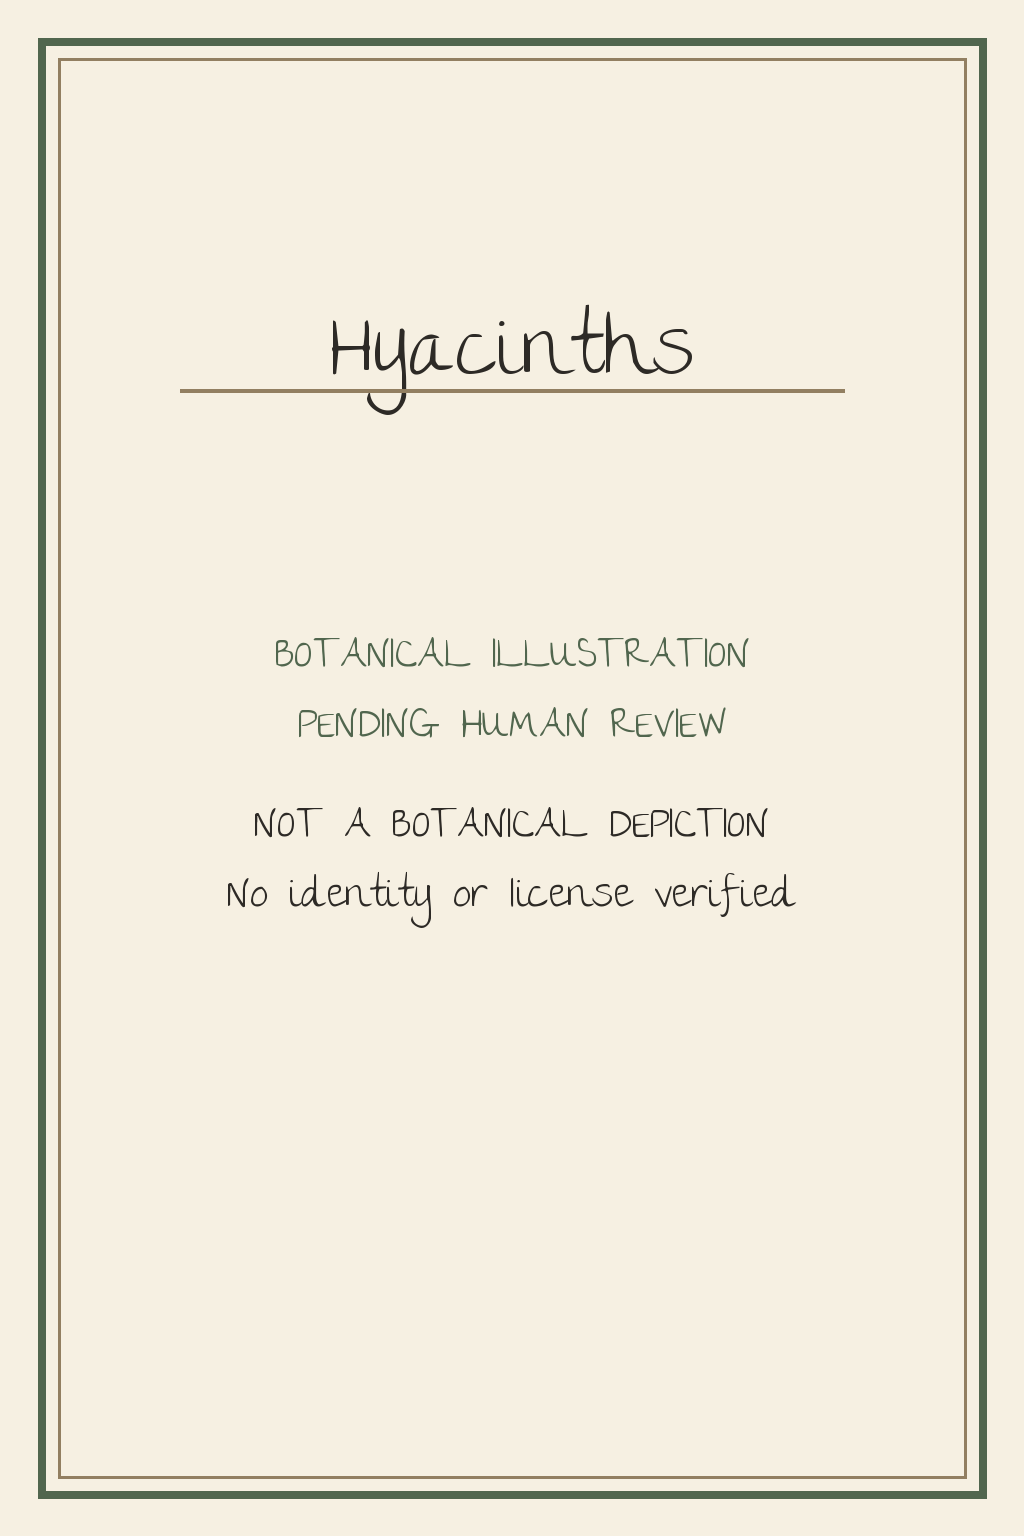 Hyacinths
BOTANICAL ILLUSTRATION
PENDING HUMAN REVIEW
NOT A BOTANICAL DEPICTION
No identity or license verified